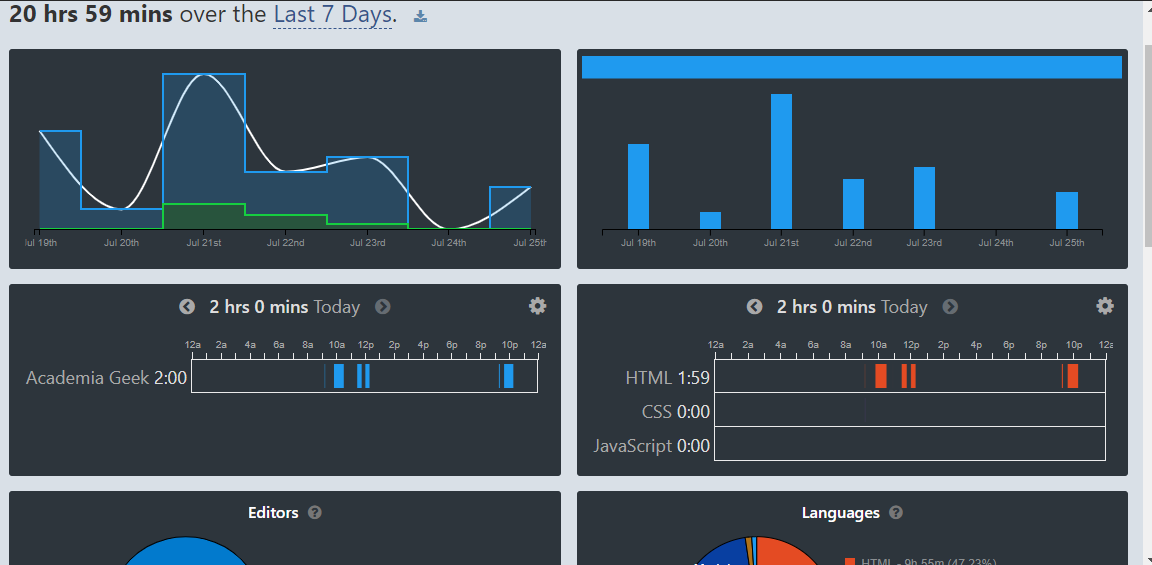 20 hrs 59 mins over the Last 7 Days.
Jul 19th Jul 20th Jul 21st Jul 22nd Jul 23rd Jul 24th Jul 25th
Jul 19th Jul 20th Jul 21st Jul 22nd Jul 23rd Jul 24th Jul 25th
2 hrs 0 mins Today
12a 2a 4a 6a 8a 10a 12p 2p 4p 6p 8p 10p 12a
Academia Geek 2:00
2 hrs 0 mins Today
12a 2a 4a 6a 8a 10a 12p 2p 4p 6p 8p 10p 12a
HTML 1:59
CSS 0:00
JavaScript 0:00
Editors ?
Languages ?
HTML - 9h 55m (47.23%)